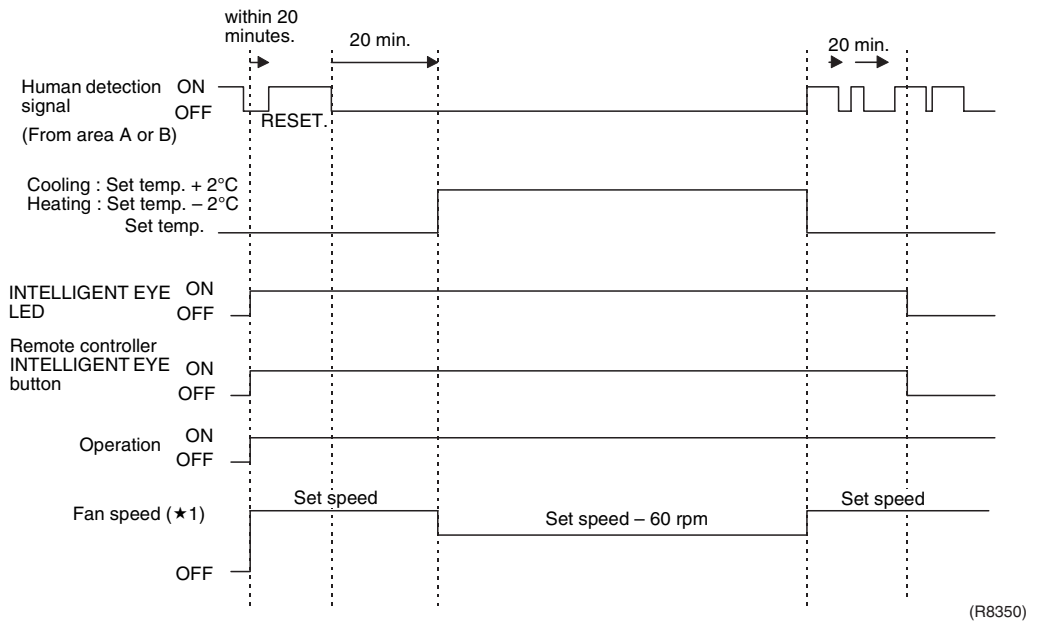 within 20
minutes.
20 min.
20 min.
Human detection
signal
(From area A or B)
ON
OFF
RESET.
Cooling : Set temp. + 2°C
Heating : Set temp. – 2°C
Set temp.
INTELLIGENT EYE
LED
ON
OFF
Remote controller
INTELLIGENT EYE
button
ON
OFF
Operation
ON
OFF
Fan speed (★1)
Set speed
Set speed – 60 rpm
Set speed
OFF
(R8350)